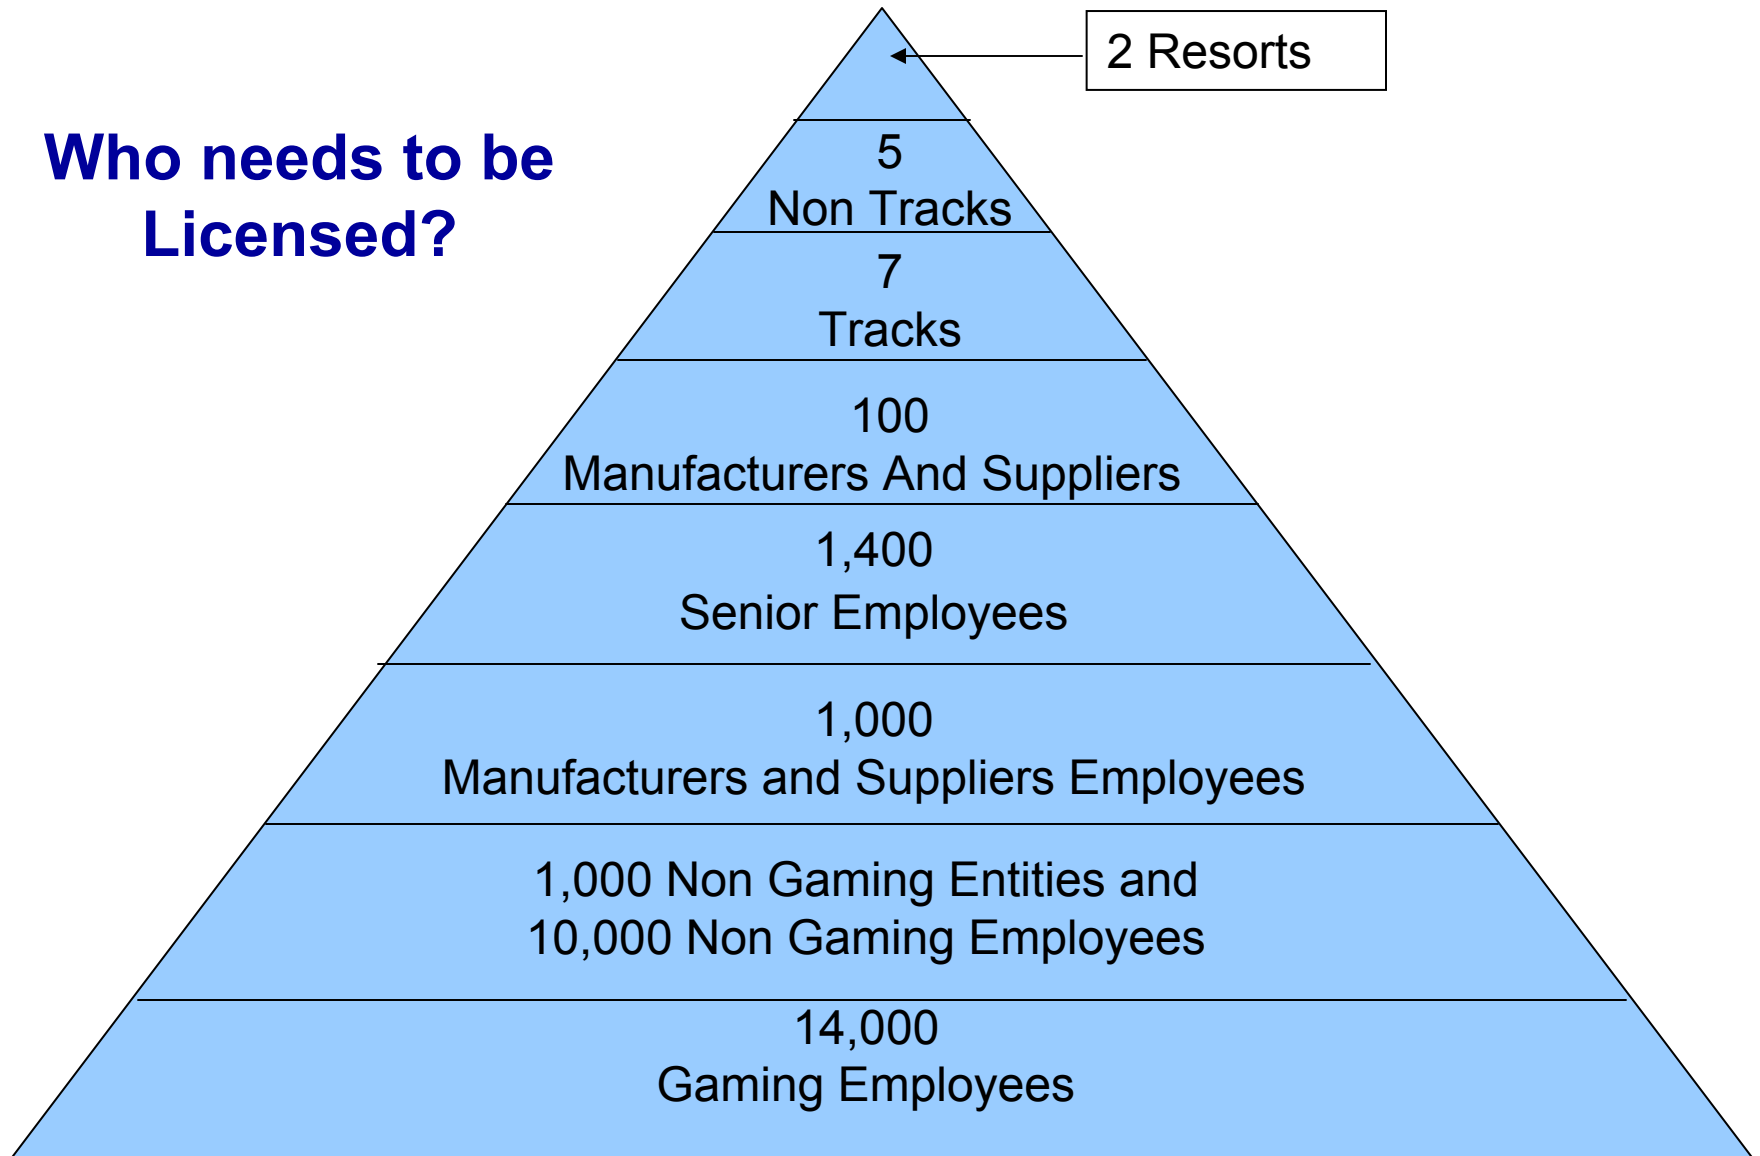 2 Resorts
Who needs to be
Licensed?
5
Non Tracks
7
Tracks
100
Manufacturers And Suppliers
1,400
Senior Employees
1,000
Manufacturers and Suppliers Employees
1,000 Non Gaming Entities and
10,000 Non Gaming Employees
14,000
Gaming Employees